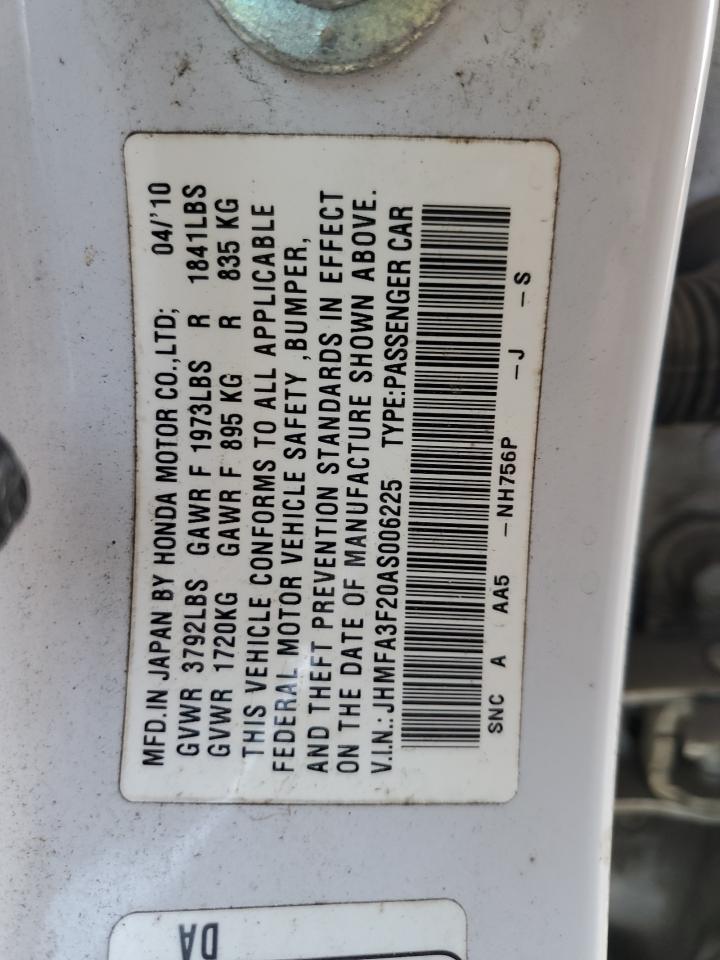 MFD. IN JAPAN BY HONDA MOTOR CO., LTD; 04/'10
GVWR 3792LBS GAWR F 1973LBS R 1841LBS
GVWR 1720KG GAWR F 895 KG R 835 KG
THIS VEHICLE CONFORMS TO ALL APPLICABLE
FEDERAL MOTOR VEHICLE SAFETY ,BUMPER,
AND THEFT PREVENTION STANDARDS IN EFFECT
ON THE DATE OF MANUFACTURE SHOWN ABOVE.
V.I.N.: JHMFA3F20AS006225 TYPE:PASSENGER CAR
SNC A AA5 -NH756P -J -S
DA